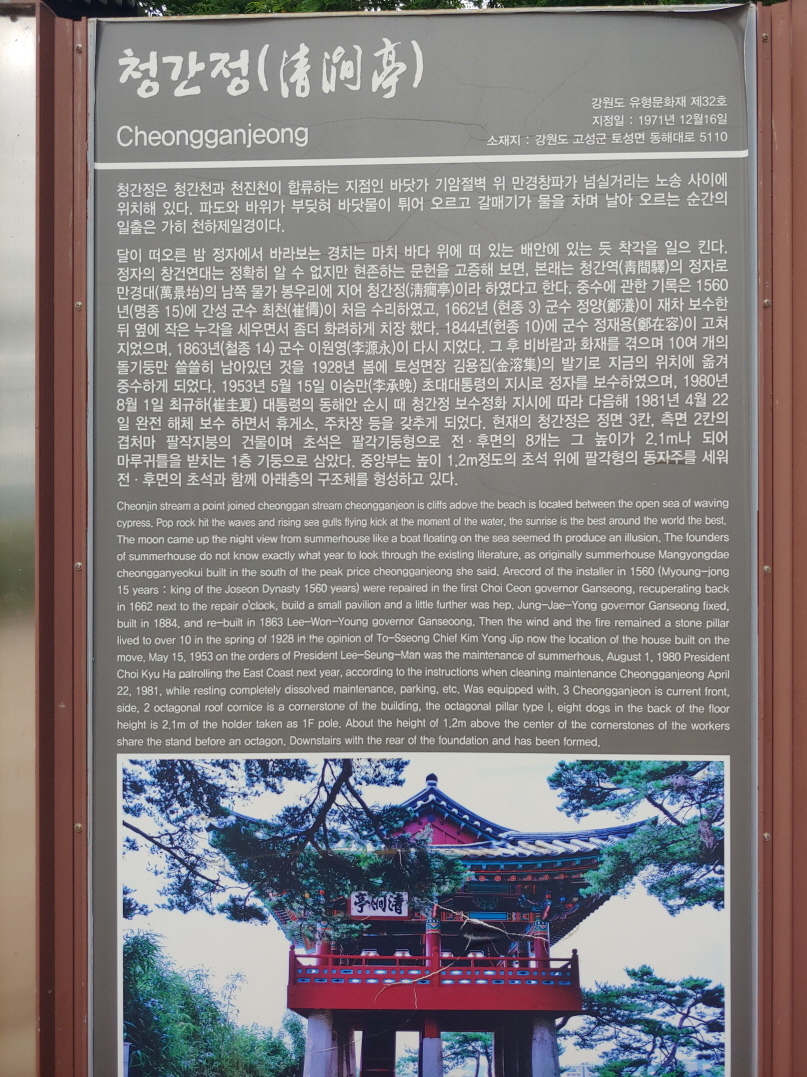 청간정(淸澗亭)
Cheongganjeong
강원도 유형문화재 제32호
지정일 : 1971년 12월16일
소재지 : 강원도 고성군 토성면 동해대로 5110
청간정은 청간천과 천진천이 합류하는 지점인 바닷가 기암절벽 위 만경창파가 넘실거리는 노송 사이에
위치해 있다. 파도와 바위가 부딪혀 바닷물이 튀어 오르고 갈매기가 물을 차며 날아 오르는 순간의
일출은 가히 천하제일경이다.
달이 떠오른 밤 정자에서 바라보는 경치는 마치 바다 위에 떠 있는 배안에 있는 듯 착각을 일으 킨다.
정자의 창건연대는 정확히 알 수 없지만 현존하는 문헌을 고증해 보면, 본래는 청간역(靑間驛)의 정자로
만경대(萬景坮)의 남쪽 물가 봉우리에 지어 청간정(淸癎亭)이라 하였다고 한다. 중수에 관한 기록은 1560
년(명종 15)에 간성 군수 최천(崔倩)이 처음 수리하였고, 1662년 (현종 3) 군수 정양(鄭瀁)이 재차 보수한
뒤 옆에 작은 누각을 세우면서 좀더 화려하게 치장 했다. 1844년(헌종 10)에 군수 정재용(鄭在容)이 고쳐
지었으며, 1863년(철종 14) 군수 이원영(李源永)이 다시 지었다. 그 후 비바람과 화재를 겪으며 10여 개의
돌기둥만 쓸쓸히 남아있던 것을 1928년 봄에 토성면장 김용집(金溶集)의 발기로 지금의 위치에 옮겨
중수하게 되었다. 1953년 5월 15일 이승만(李承晩) 초대대통령의 지시로 정자를 보수하였으며, 1980년
8월 1일 최규하(崔圭夏) 대통령의 동해안 순시 때 청간정 보수정화 지시에 따라 다음해 1981년 4월 22
일 완전 해체 보수 하면서 휴게소, 주차장 등을 갖추게 되었다. 현재의 청간정은 정면 3칸, 측면 2칸의
겹처마 팔작지붕의 건물이며 초석은 팔각기둥형으로 전·후면의 8개는 그 높이가 2.1m나 되어
마루귀틀을 받치는 1층 기둥으로 삼았다. 중앙부는 높이 1.2m정도의 초석 위에 팔각형의 동자주를 세워
전·후면의 초석과 함께 아래층의 구조체를 형성하고 있다.
Cheonjin stream a point joined cheonggan stream cheongganjeon is cliffs adove the beach is located between the open sea of waving
cypress. Pop rock hit the waves and rising sea gulls flying kick at the moment of the water, the sunrise is the best around the world the best.
The moon came up the night view from summerhouse like a boat floating on the sea seemed th produce an illusion. The founders
of summerhouse do not know exactly what year to look through the existing literature, as originally summerhouse Mangyongdae
cheongganyeokui built in the south of the peak price cheongganjeong she said. Arecord of the installer in 1560 (Myoung-jong
15 years : king of the Joseon Dynasty 1560 years) were repaired in the first Choi Ceon governor Ganseong, recuperating back
in 1662 next to the repair o'clock, build a small pavilion and a little further was hep. Jung-Jae-Yong governor Ganseong fixed,
built in 1884, and re-built in 1863 Lee-Won-Young governor Ganseoong. Then the wind and the fire remained a stone pillar
lived to over 10 in the spring of 1928 in the opinion of To-Sseong Chief Kim Yong Jip now the location of the house built on the
move. May 15, 1953 on the orders of President Lee-Seung-Man was the maintenance of summerhous, August 1, 1980 President
Choi Kyu Ha patrolling the East Coast next year, according to the instructions when cleaning maintenance Cheongganjeong April
22, 1981, while resting completely dissolved maintenance, parking, etc. Was equipped with. 3 Cheongganjeon is current front,
side, 2 octagonal roof cornice is a cornerstone of the building, the octagonal pillar type I, eight dogs in the back of the floor
height is 2.1m of the holder taken as 1F pole. About the height of 1.2m above the center of the cornerstones of the workers
share the stand before an octagon. Downstairs with the rear of the foundation and has been formed.
淸澗亭